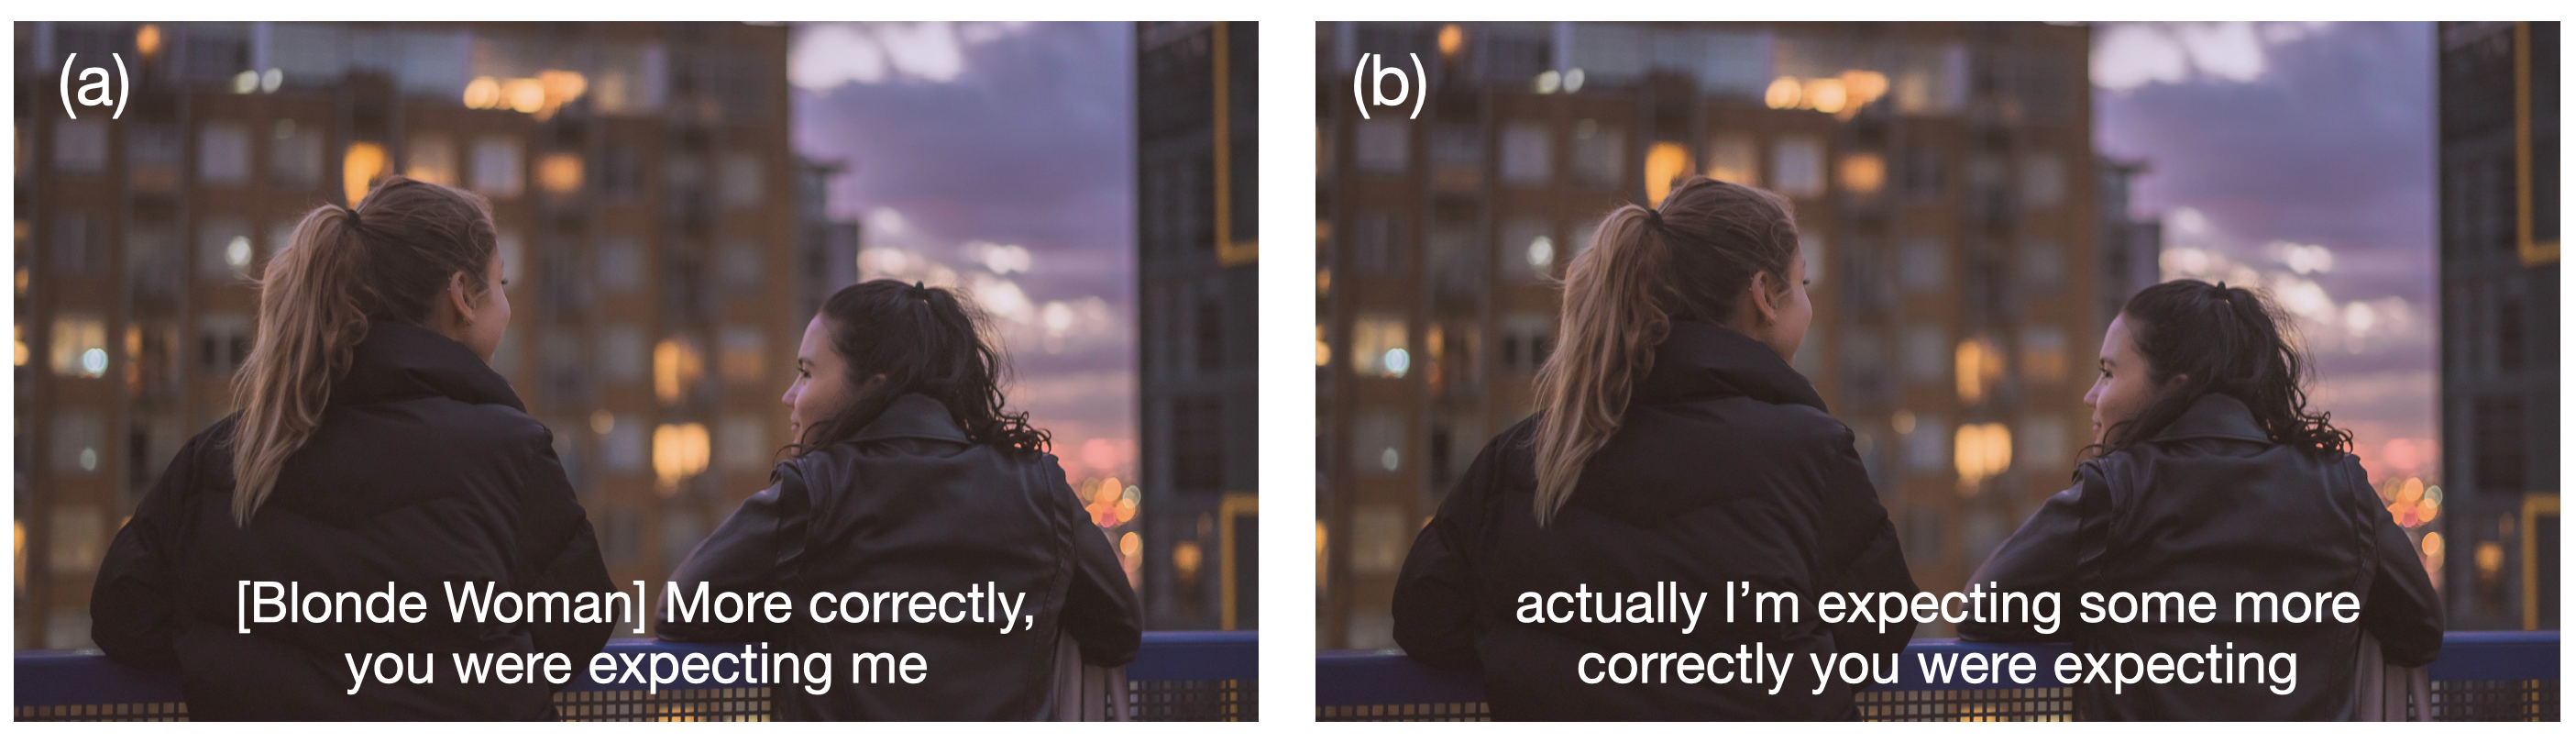 (a)
[Blonde Woman] More correctly,
you were expecting me
(b)
actually I’m expecting some more
correctly you were expecting